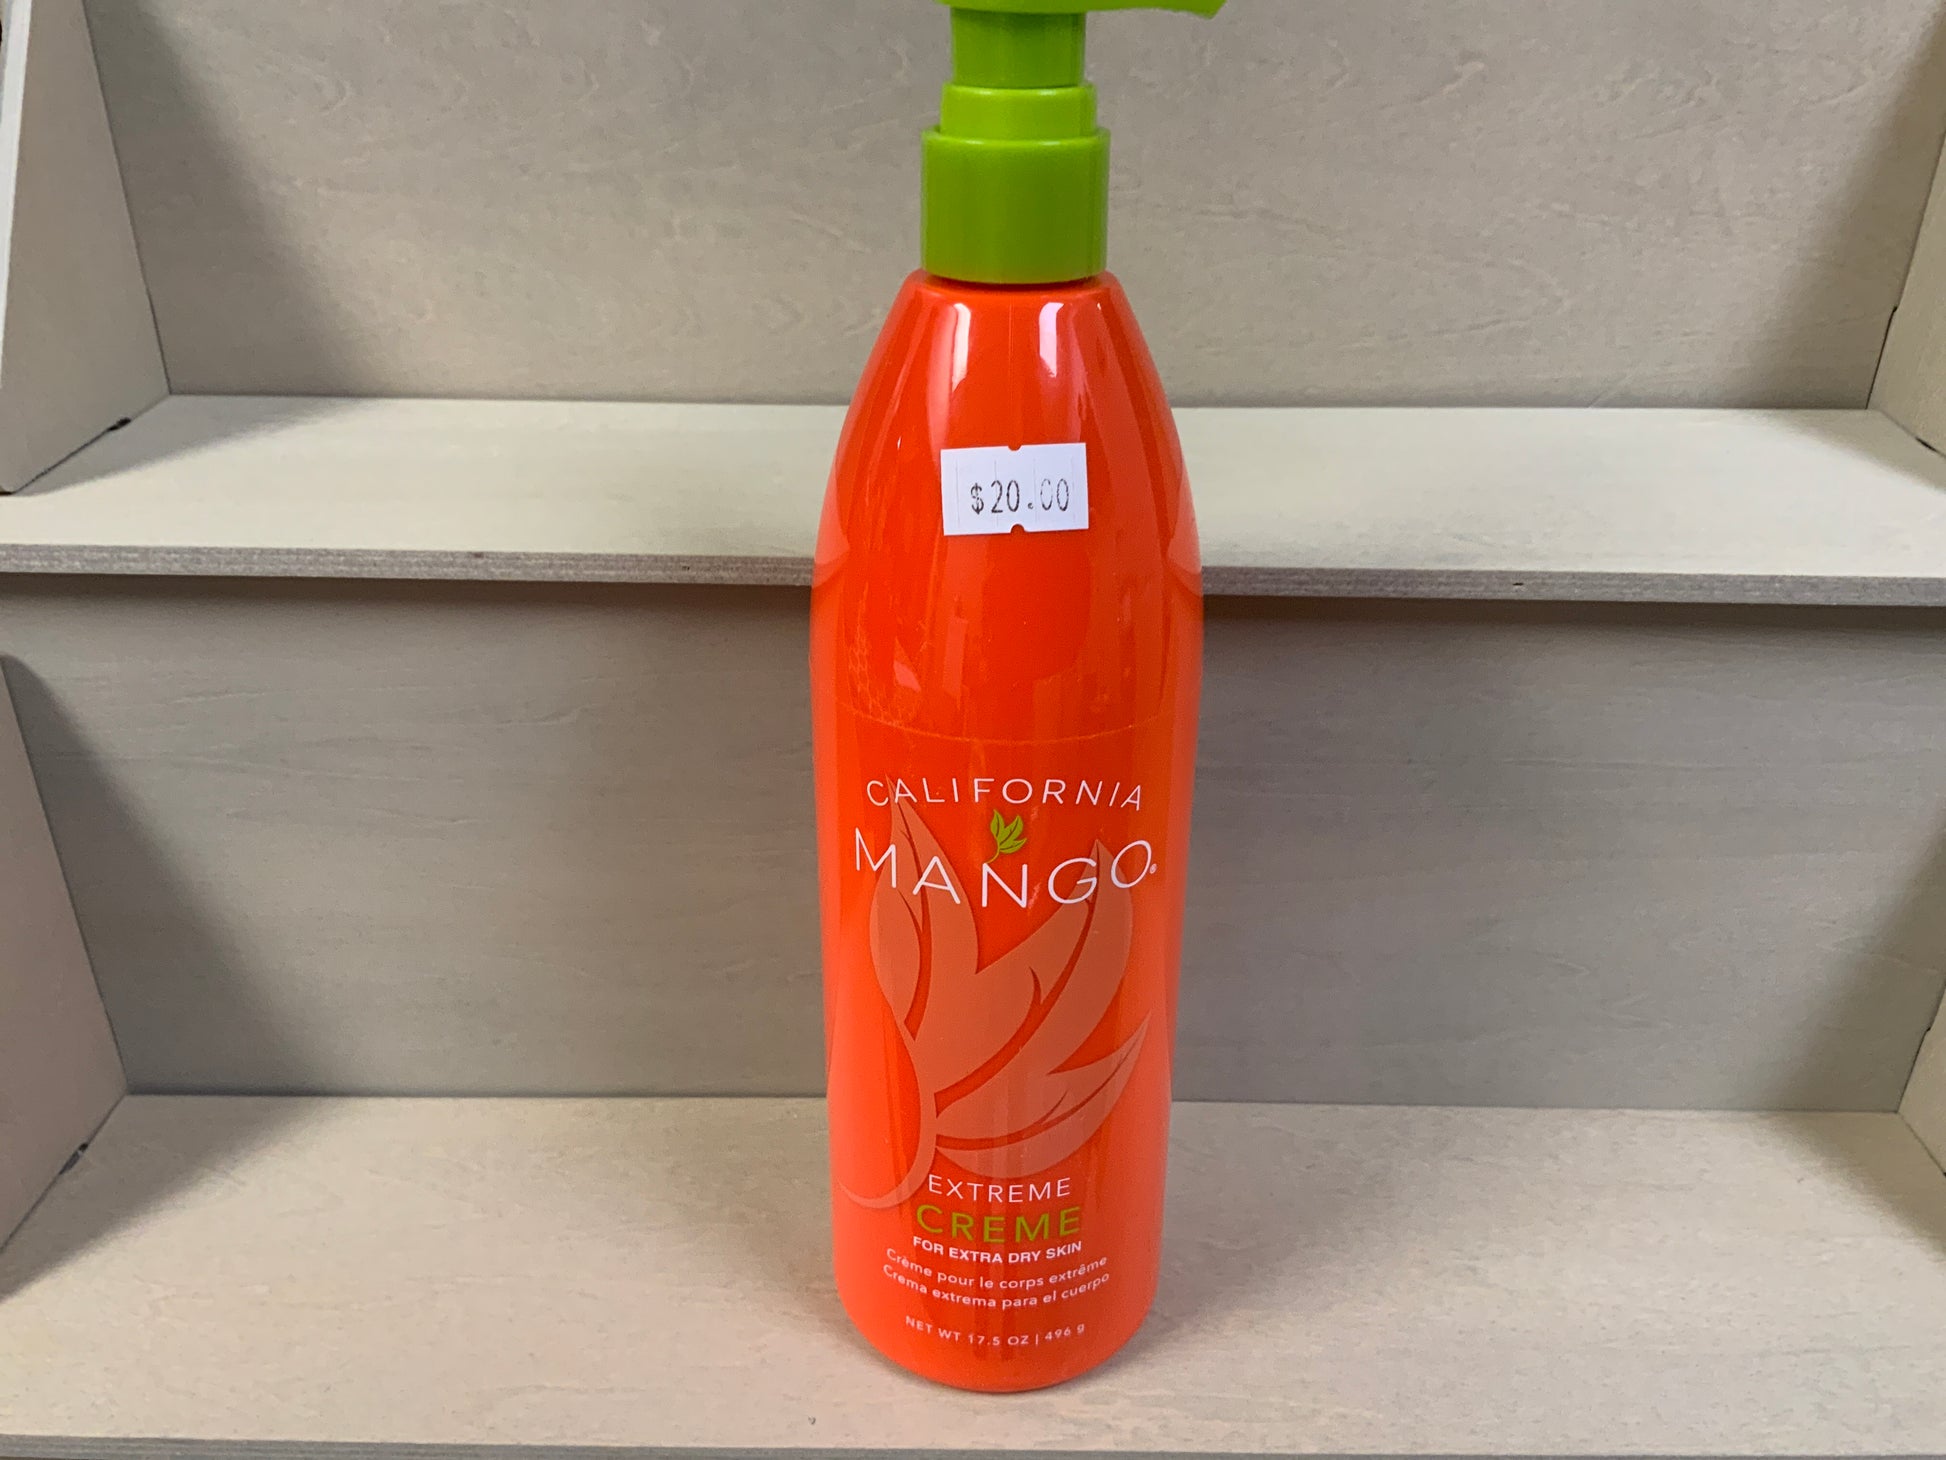 $20.00
CALIFORNIA
MANGO®
EXTREME
CREME
FOR EXTRA DRY SKIN
Crème pour le corps extrême
Crema extrema para el cuerpo
NET WT 17.5 OZ | 496 g